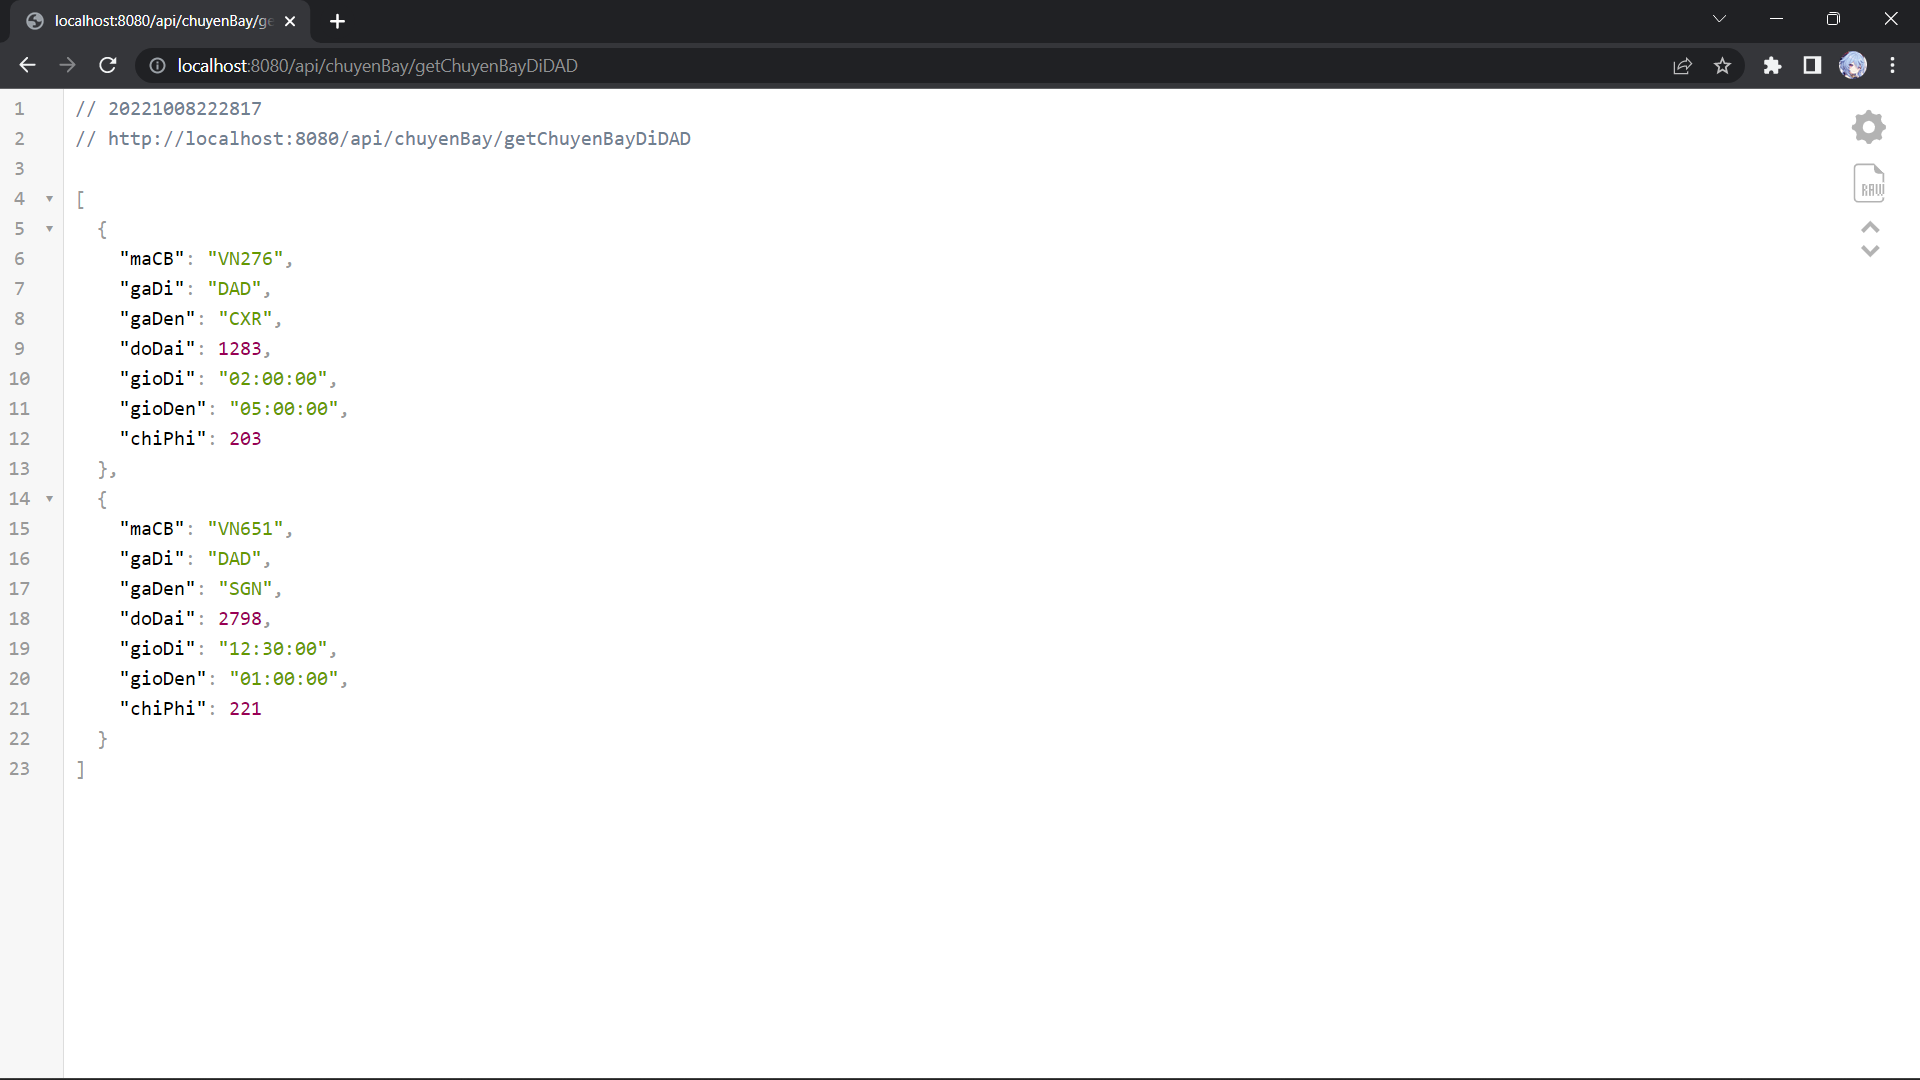 localhost:8080/api/chuyenBay/ge
localhost:8080/api/chuyenBay/getChuyenBayDiDAD
1 // 20221008222817
2 // http://localhost:8080/api/chuyenBay/getChuyenBayDiDAD
3
4 [
5 {
6 "maCB": "VN276",
7 "gaDi": "DAD",
8 "gaDen": "CXR",
9 "doDai": 1283,
10 "gioDi": "02:00:00",
11 "gioDen": "05:00:00",
12 "chiPhi": 203
13 },
14 {
15 "maCB": "VN651",
16 "gaDi": "DAD",
17 "gaDen": "SGN",
18 "doDai": 2798,
19 "gioDi": "12:30:00",
20 "gioDen": "01:00:00",
21 "chiPhi": 221
22 }
23 ]
RAW